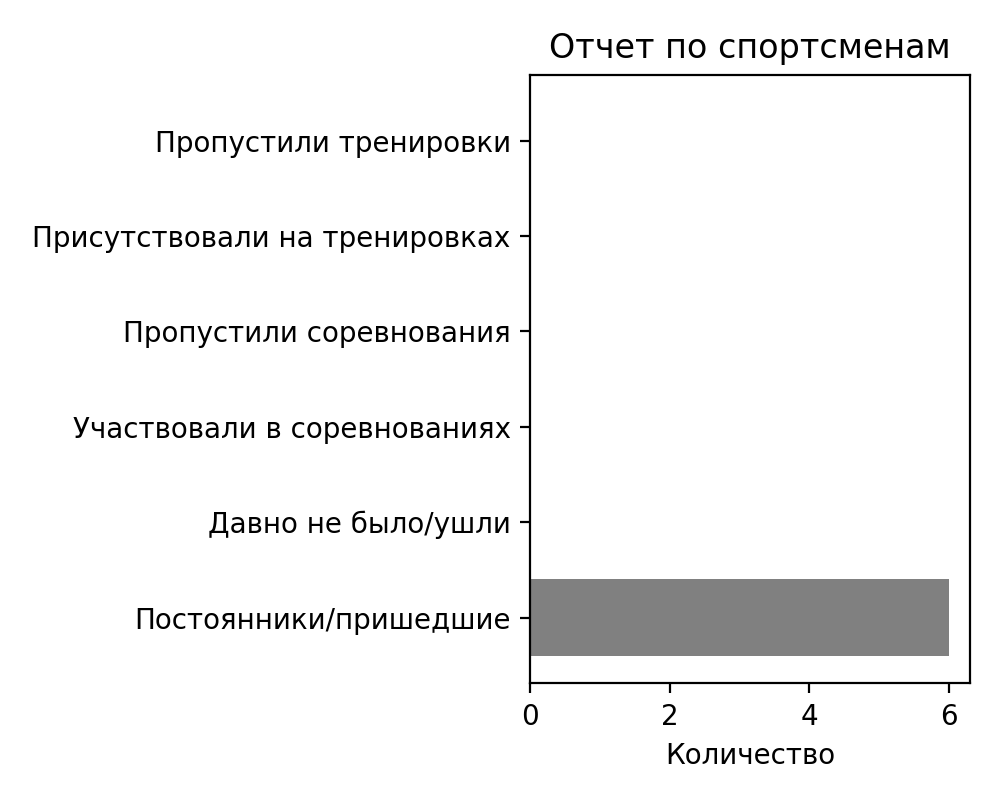 Отчет по спортсменам
Пропустили тренировки
Присутствовали на тренировках
Пропустили соревнования
Участвовали в соревнованиях
Давно не было/ушли
Постоянники/пришедшие
0 2 4 6
Количество